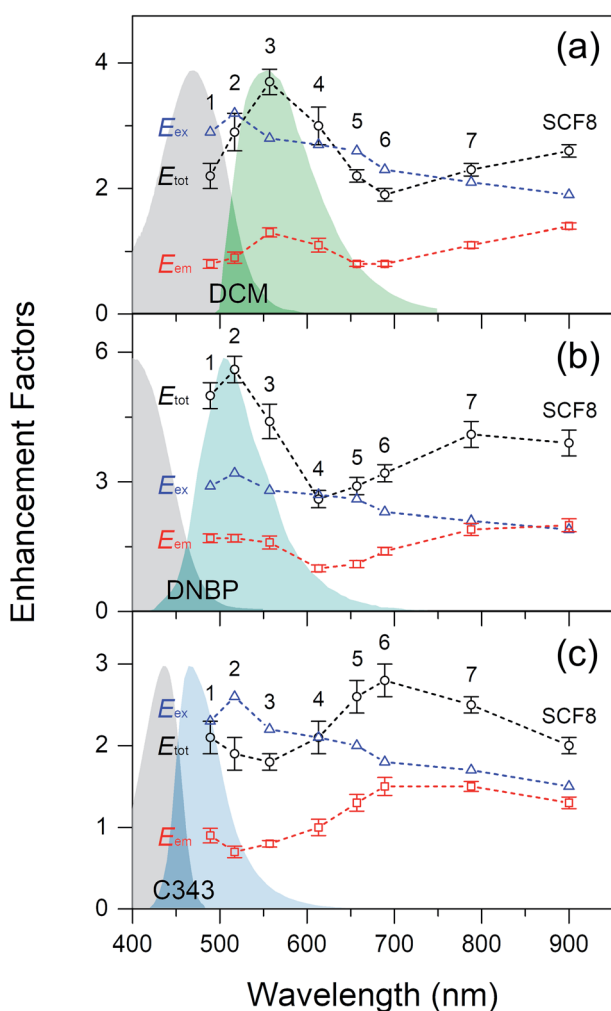 (a)
4
3
SCF8
2
4
1
E_ex
5
6
7
2
E_tot
E_em
0
DCM
(b)
6
2
1
E_tot
3
7
SCF8
6
5
4
3
E_ex
E_em
0
DNBP
(c)
3
6
5
1
2
7
E_ex
3
4
SCF8
2
E_tot
1
E_em
C343
0
400 500 600 700 800 900
Wavelength (nm)
Enhancement Factors